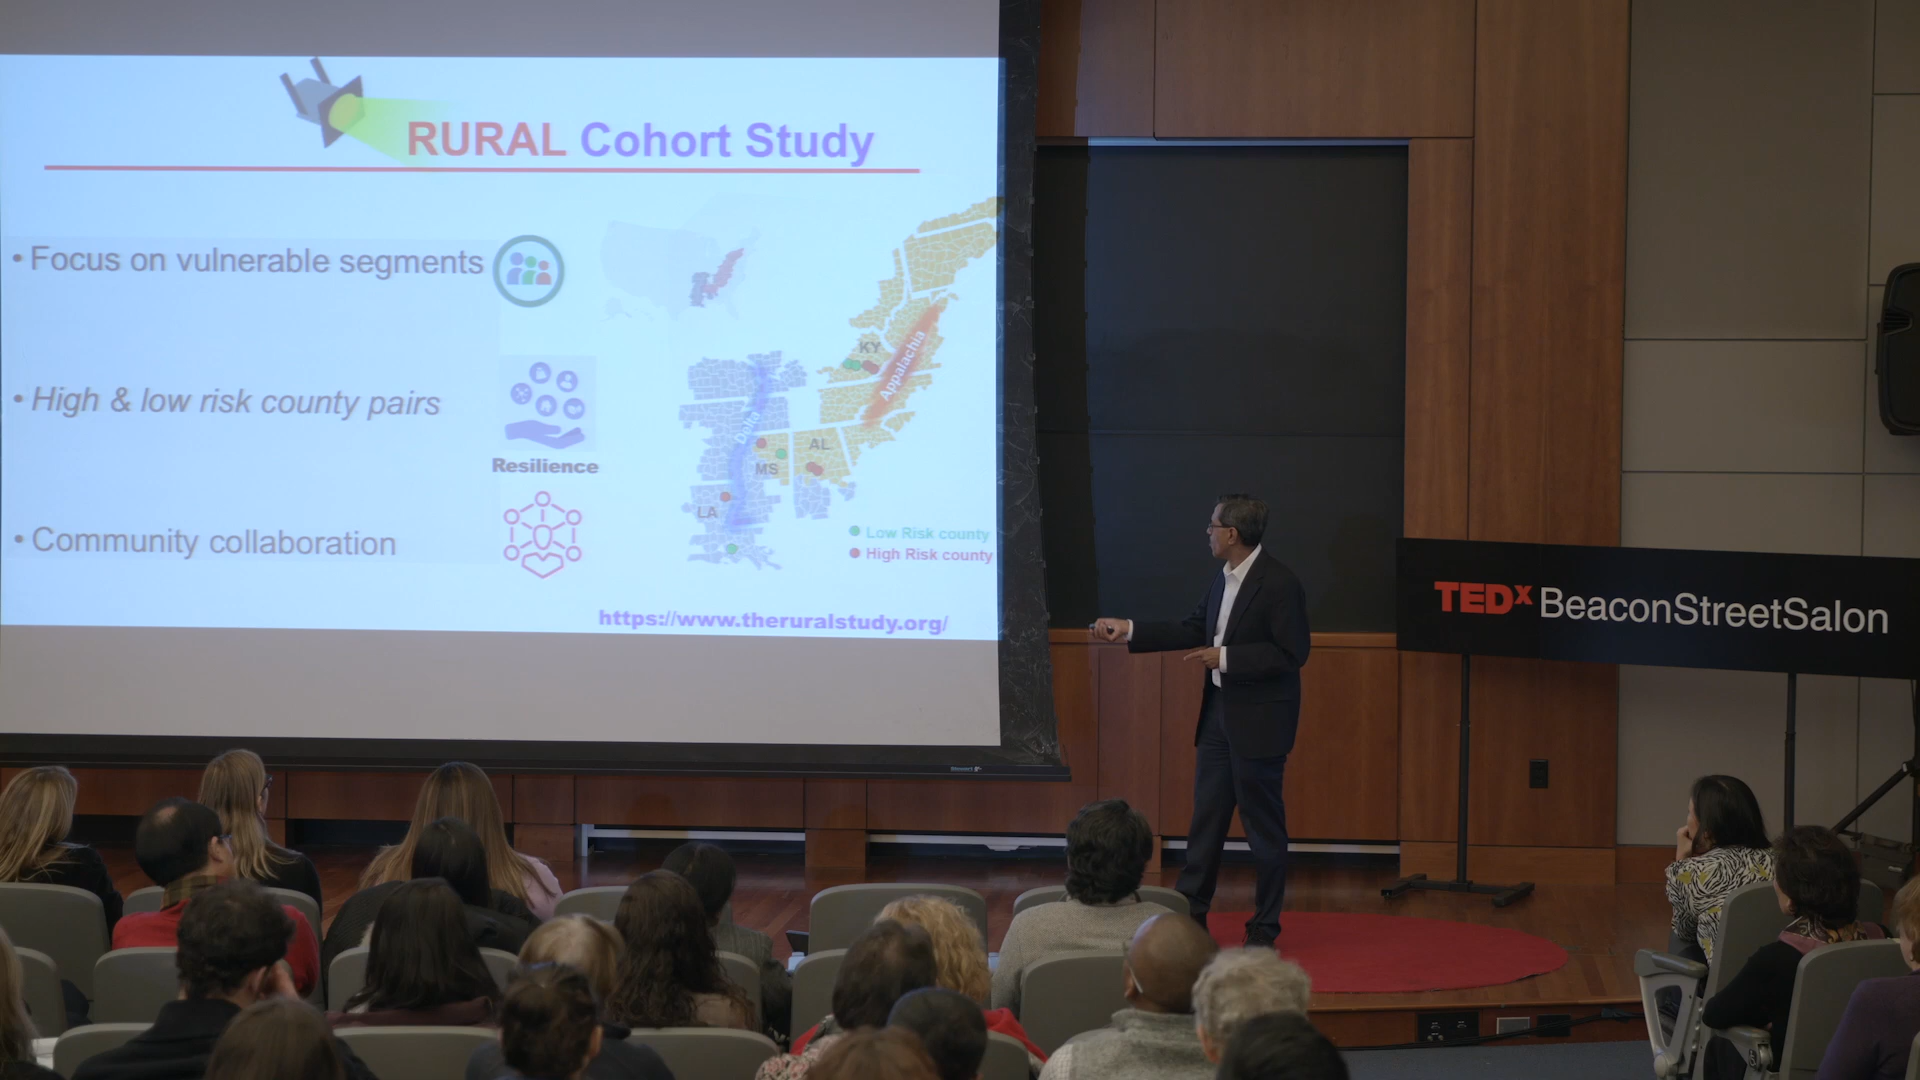 RURAL Cohort Study
• Focus on vulnerable segments
• High & low risk county pairs
Resilience
• Community collaboration
KY
Appalachia
Delta
AL
MS
LA
Low Risk county
High Risk county
https://www.theruralstudy.org/
TEDx BeaconStreetSalon